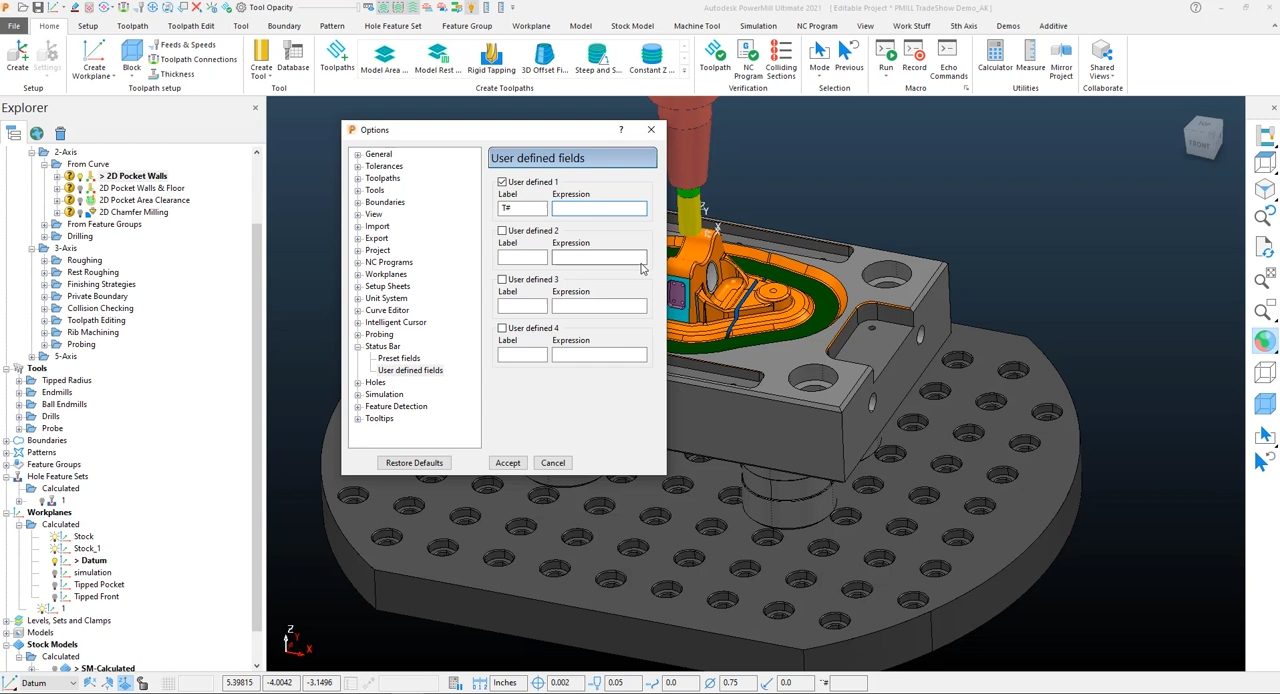 Tool Opacity
Autodesk PowerMill Ultimate 2021 - [ Editable Project - PMILL TradeShow Demo_AK ]
File Home Setup Toolpath Toolpath Edit Tool Boundary Pattern Hole Feature Set Feature Group Workplane Model Stock Model Machine Tool Simulation NC Program View Work Stuff 5th Axis Demos Additive
Create
Settings
Create
Workplane
Block
Feeds & Speeds
Toolpath Connections
Thickness
Create
Tool
Database
Toolpaths
Model Area ...
Model Rest ...
Rigid Tapping
3D Offset Fi...
Steep and S...
Constant Z ...
Toolpath
NC
Program
Colliding
Sections
Mode
Previous
Run
Record
Echo
Commands
Calculator
Measure
Mirror
Project
Shared
Views
Setup
Toolpath setup
Tool
Create Toolpaths
Verification
Selection
Macro
Utilities
Collaborate
Explorer
2-Axis
From Curve
> 2D Pocket Walls
2D Pocket Walls & Floor
2D Pocket Area Clearance
2D Chamfer Milling
From Feature Groups
Drilling
3-Axis
Roughing
Rest Roughing
Finishing Strategies
Private Boundary
Collision Checking
Toolpath Editing
Rib Machining
Probing
5-Axis
Tools
Tipped Radius
Endmills
Ball Endmills
Drills
Probe
Boundaries
Patterns
Feature Groups
Hole Feature Sets
Calculated
1
Workplanes
Calculated
Stock
Stock_1
> Datum
simulation
Tipped Pocket
Tipped Front
1
Levels, Sets and Clamps
Models
Stock Models
Calculated
> SM-Calculated
Options
?
General
Tolerances
Toolpaths
Tools
Boundaries
View
Import
Export
Project
NC Programs
Workplanes
Setup Sheets
Unit System
Curve Editor
Intelligent Cursor
Probing
Status Bar
Preset fields
User defined fields
Holes
Simulation
Feature Detection
Tooltips
User defined fields
User defined 1
Label Expression
T#
User defined 2
Label Expression
User defined 3
Label Expression
User defined 4
Label Expression
Restore Defaults
Accept
Cancel
TOP
FRONT
Z
Y
X
Z
Y
X
Datum
5.39815 -4.0042 -3.1496 Inches 0.002 0.05 0.0 0.75 0.0